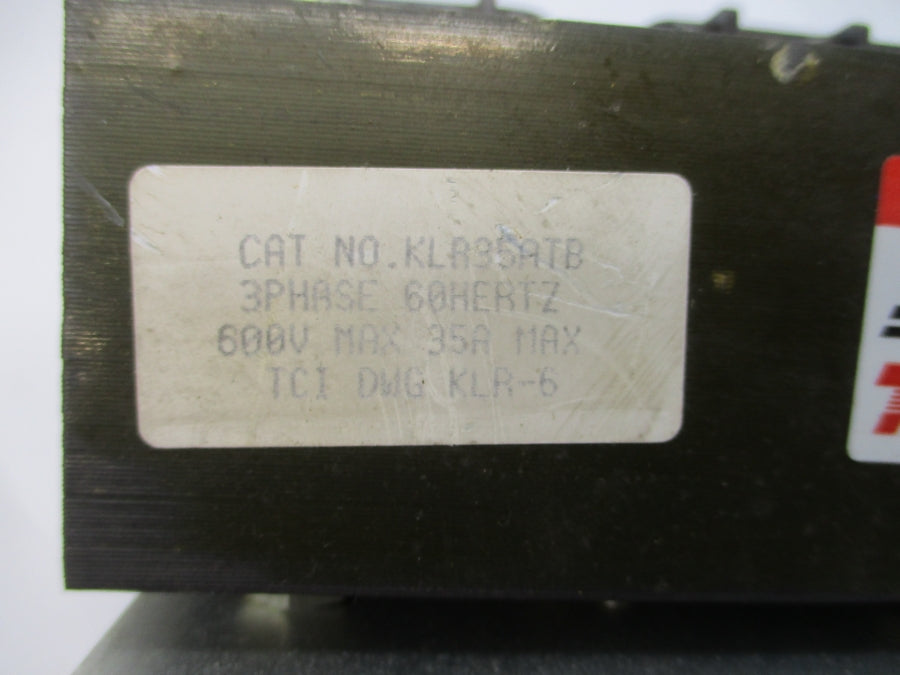 CAT NO.KLR35ATB
3PHASE 60HERTZ
600V MAX 35A MAX
TCI DWG KLR-6